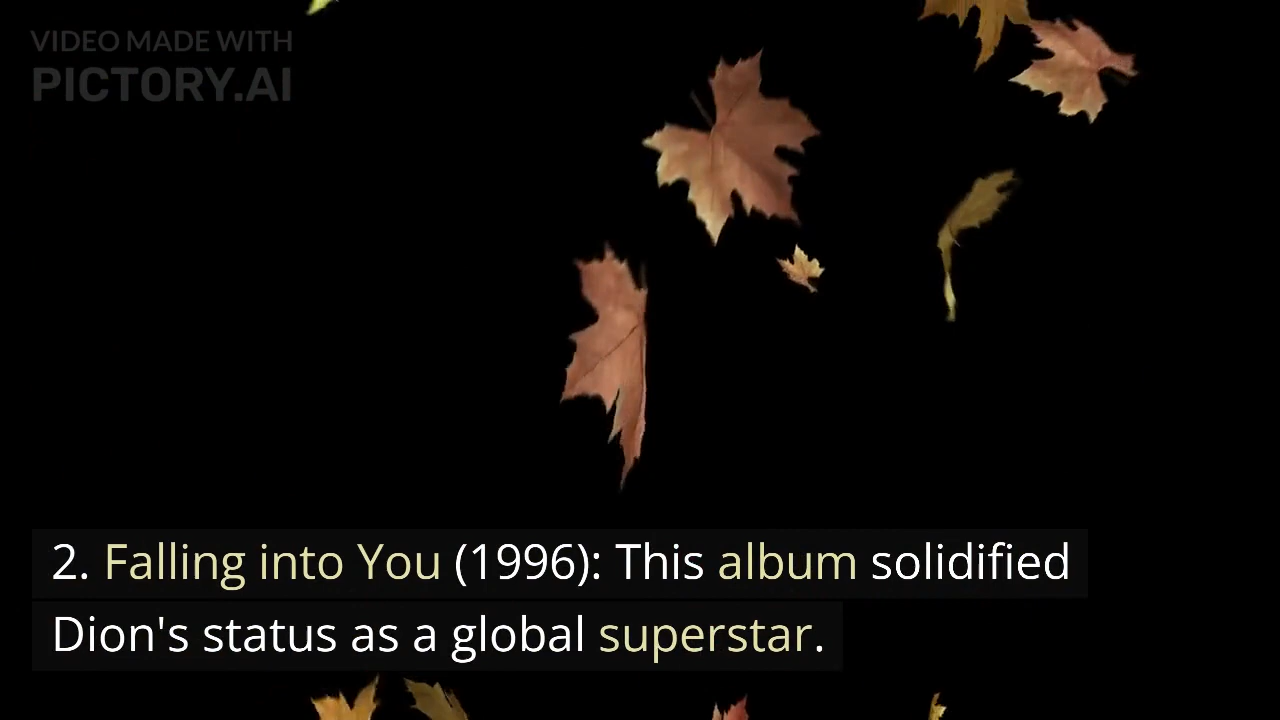 VIDEO MADE WITH
PICTORY.AI
2. Falling into You (1996): This album solidified
Dion's status as a global superstar.